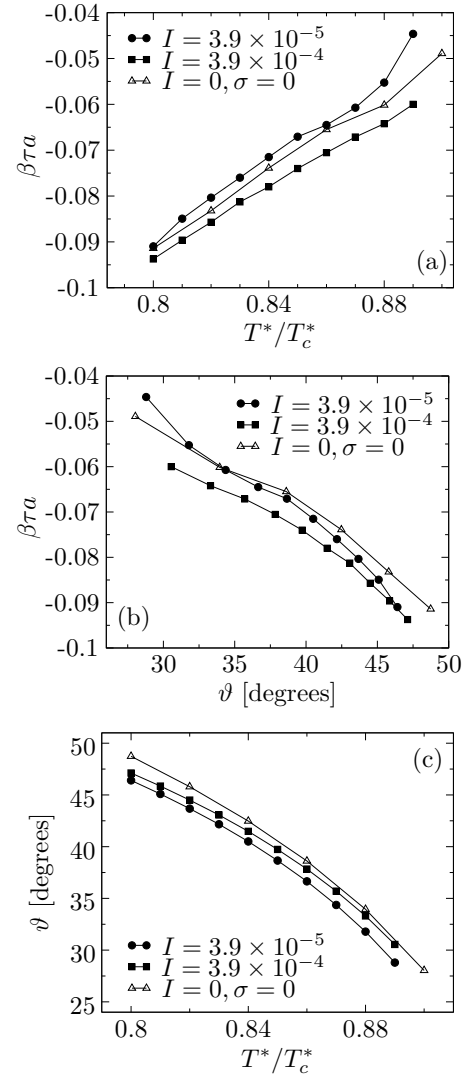 -0.04
-0.05
-0.06
-0.07
-0.08
-0.09
-0.1
βτa
I = 3.9 × 10⁻⁵
I = 3.9 × 10⁻⁴
I = 0, σ = 0
(a)
0.8 0.84 0.88
T*/T*c
-0.04
-0.05
-0.06
-0.07
-0.08
-0.09
-0.1
βτa
I = 3.9 × 10⁻⁵
I = 3.9 × 10⁻⁴
I = 0, σ = 0
(b)
25 30 35 40 45 50
ϑ [degrees]
50
45
40
35
30
25
ϑ [degrees]
(c)
I = 3.9 × 10⁻⁵
I = 3.9 × 10⁻⁴
I = 0, σ = 0
0.8 0.84 0.88
T*/T*c